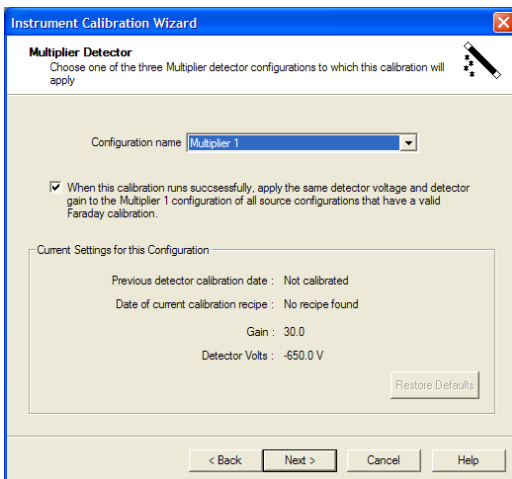 Instrument Calibration Wizard
Multiplier Detector
Choose one of the three Multiplier detector configurations to which this calibration will
apply
Configuration name Multiplier 1
When this calibration runs succsessfully, apply the same detector voltage and detector
gain to the Multiplier 1 configuration of all source configurations that have a valid
Faraday calibration.
Current Settings for this Configuration
Previous detector calibration date : Not calibrated
Date of current calibration recipe : No recipe found
Gain : 30.0
Detector Volts : -650.0 V
Restore Defaults
< Back Next > Cancel Help